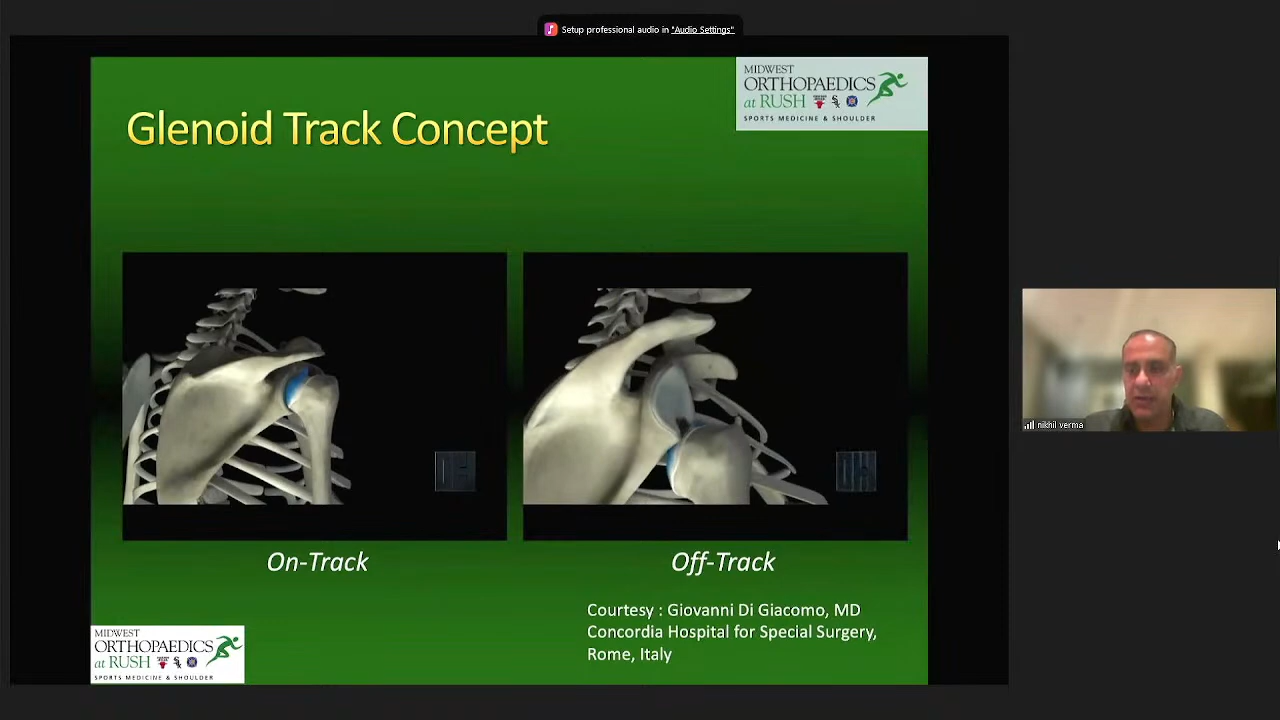 Setup professional audio in "Audio Settings"
MIDWEST
ORTHOPAEDICS
at RUSH
SPORTS MEDICINE & SHOULDER
Glenoid Track Concept
nikhil verma
On-Track
Off-Track
Courtesy : Giovanni Di Giacomo, MD
Concordia Hospital for Special Surgery,
Rome, Italy
MIDWEST
ORTHOPAEDICS
at RUSH
SPORTS MEDICINE & SHOULDER